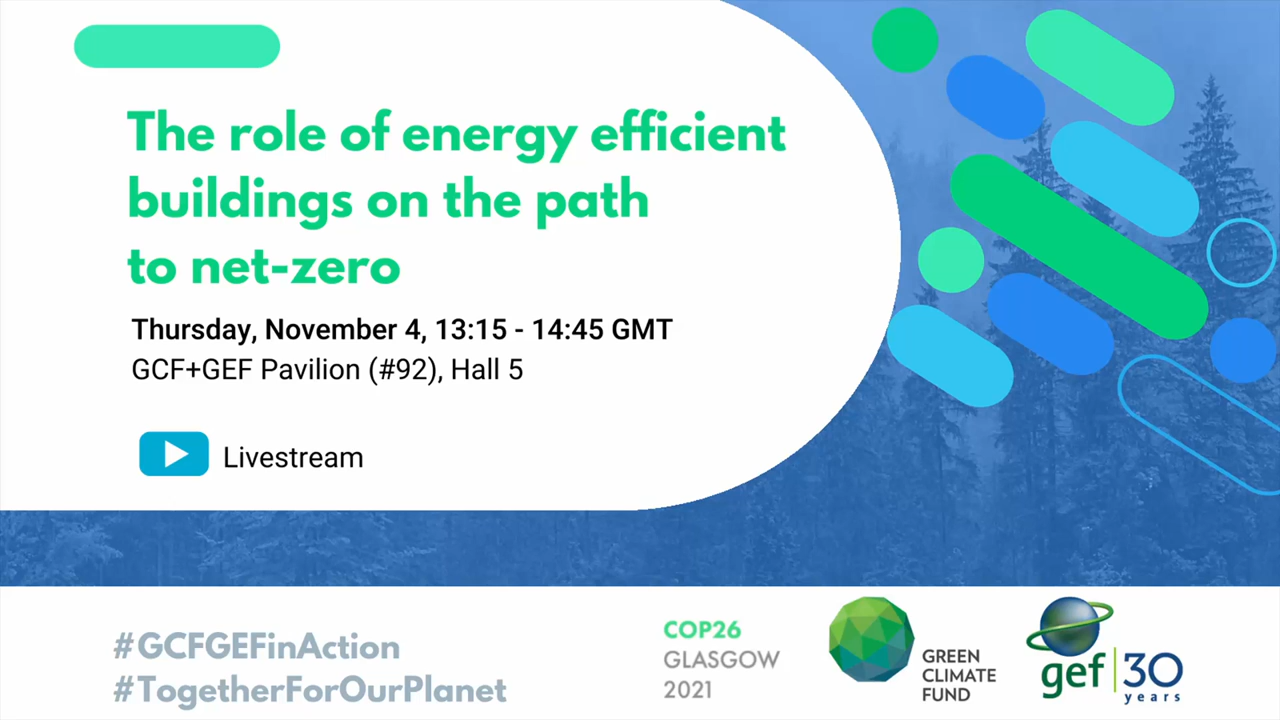 The role of energy efficient
buildings on the path
to net-zero
Thursday, November 4, 13:15 - 14:45 GMT
GCF+GEF Pavilion (#92), Hall 5
Livestream
#GCFGEFinAction
#TogetherForOurPlanet
COP26
GLASGOW
2021
GREEN
CLIMATE
FUND
gef 30
years